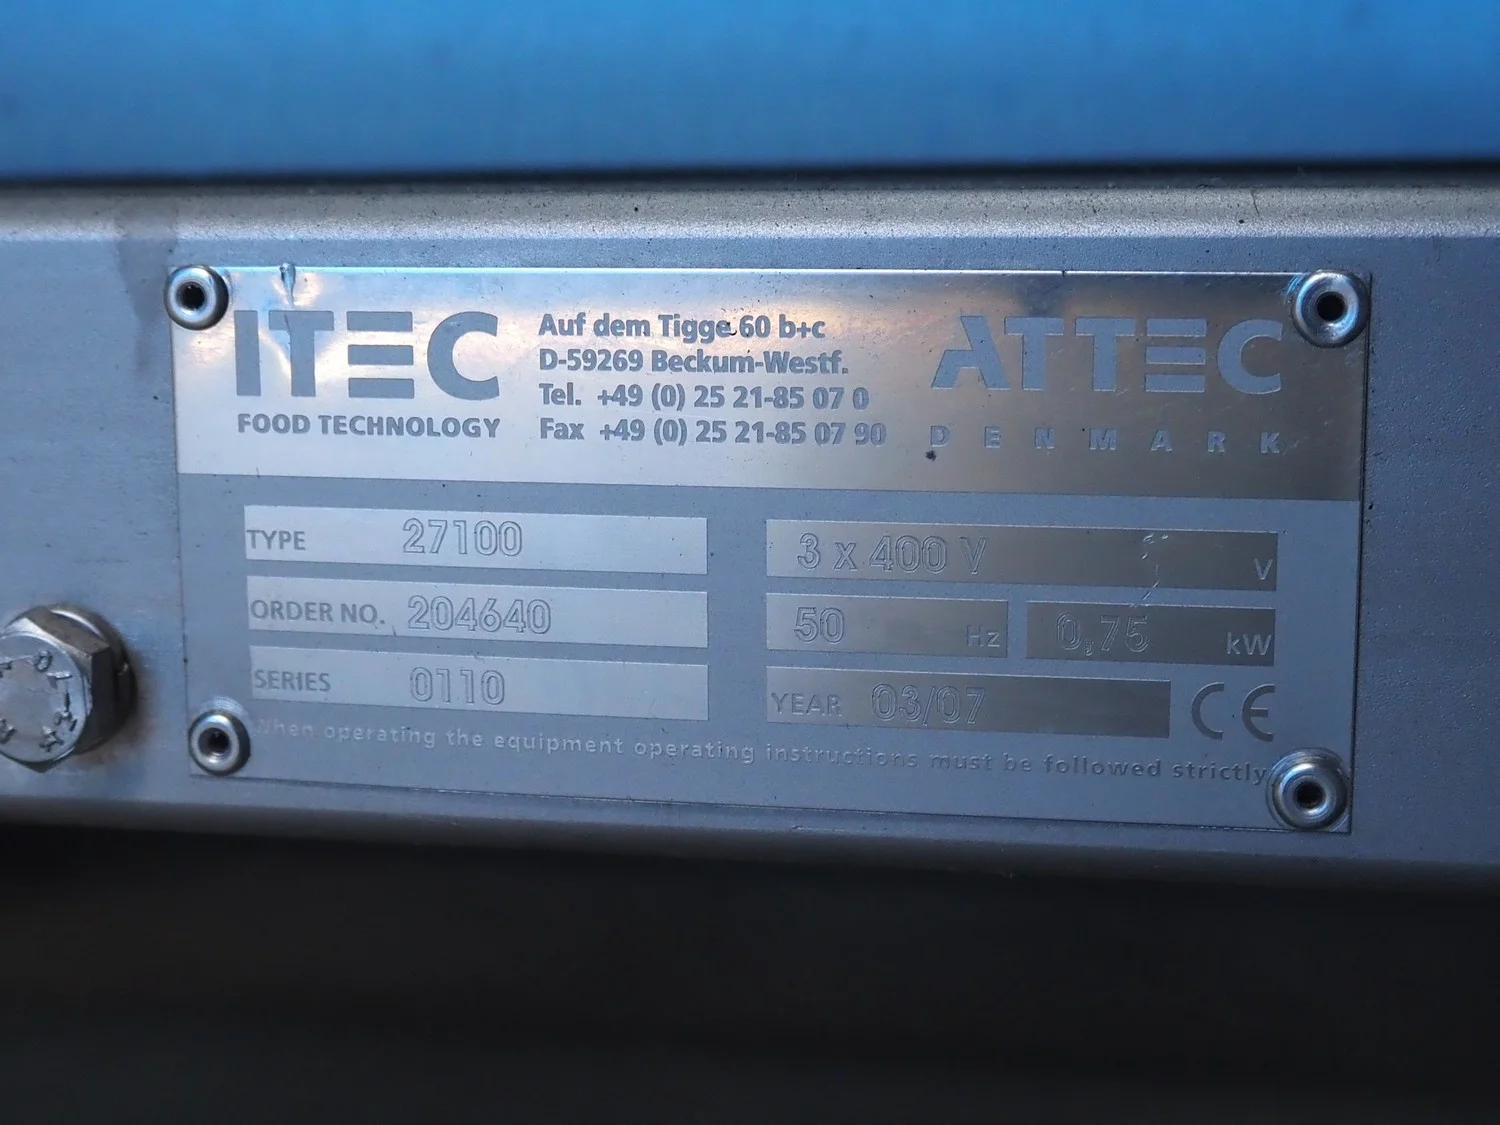 ITEC
FOOD TECHNOLOGY
Auf dem Tigge 60 b+c
D-59269 Beckum-Westf.
Tel. +49 (0) 25 21-85 07 0
Fax +49 (0) 25 21-85 07 90
ATTEC
DENMARK
TYPE 27100
ORDER NO. 204640
SERIES 0110
3 x 400 V V
50 Hz
0,75 kW
YEAR 03/07
CE
When operating the equipment operating instructions must be followed strictly